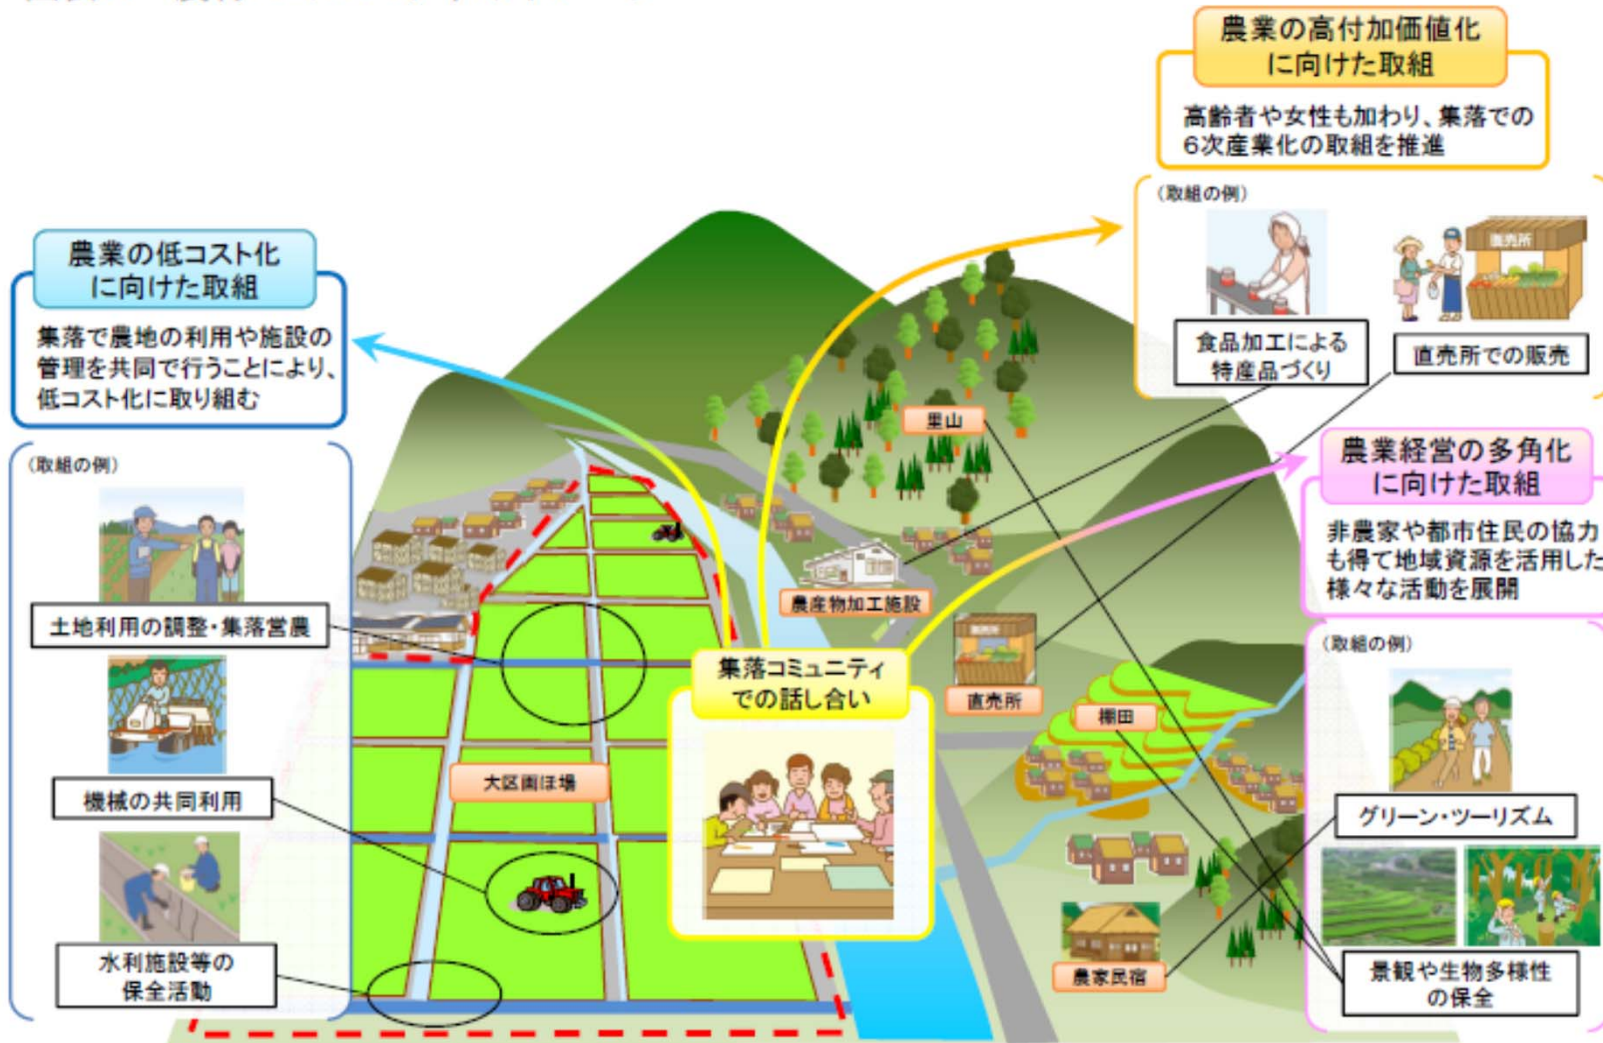 農業の高付加価値化
に向けた取組
高齢者や女性も加わり、集落での
6次産業化の取組を推進
(取組の例)
直売所
食品加工による
特産品づくり
直売所での販売
農業の低コスト化
に向けた取組
集落で農地の利用や施設の
管理を共同で行うことにより、
低コスト化に取り組む
(取組の例)
土地利用の調整・集落営農
機械の共同利用
水利施設等の
保全活動
里山
農産物加工施設
直売所
直売所
棚田
大区画ほ場
農家民宿
集落コミュニティ
での話し合い
農業経営の多角化
に向けた取組
非農家や都市住民の協力
も得て地域資源を活用した
様々な活動を展開
(取組の例)
グリーン・ツーリズム
景観や生物多様性
の保全